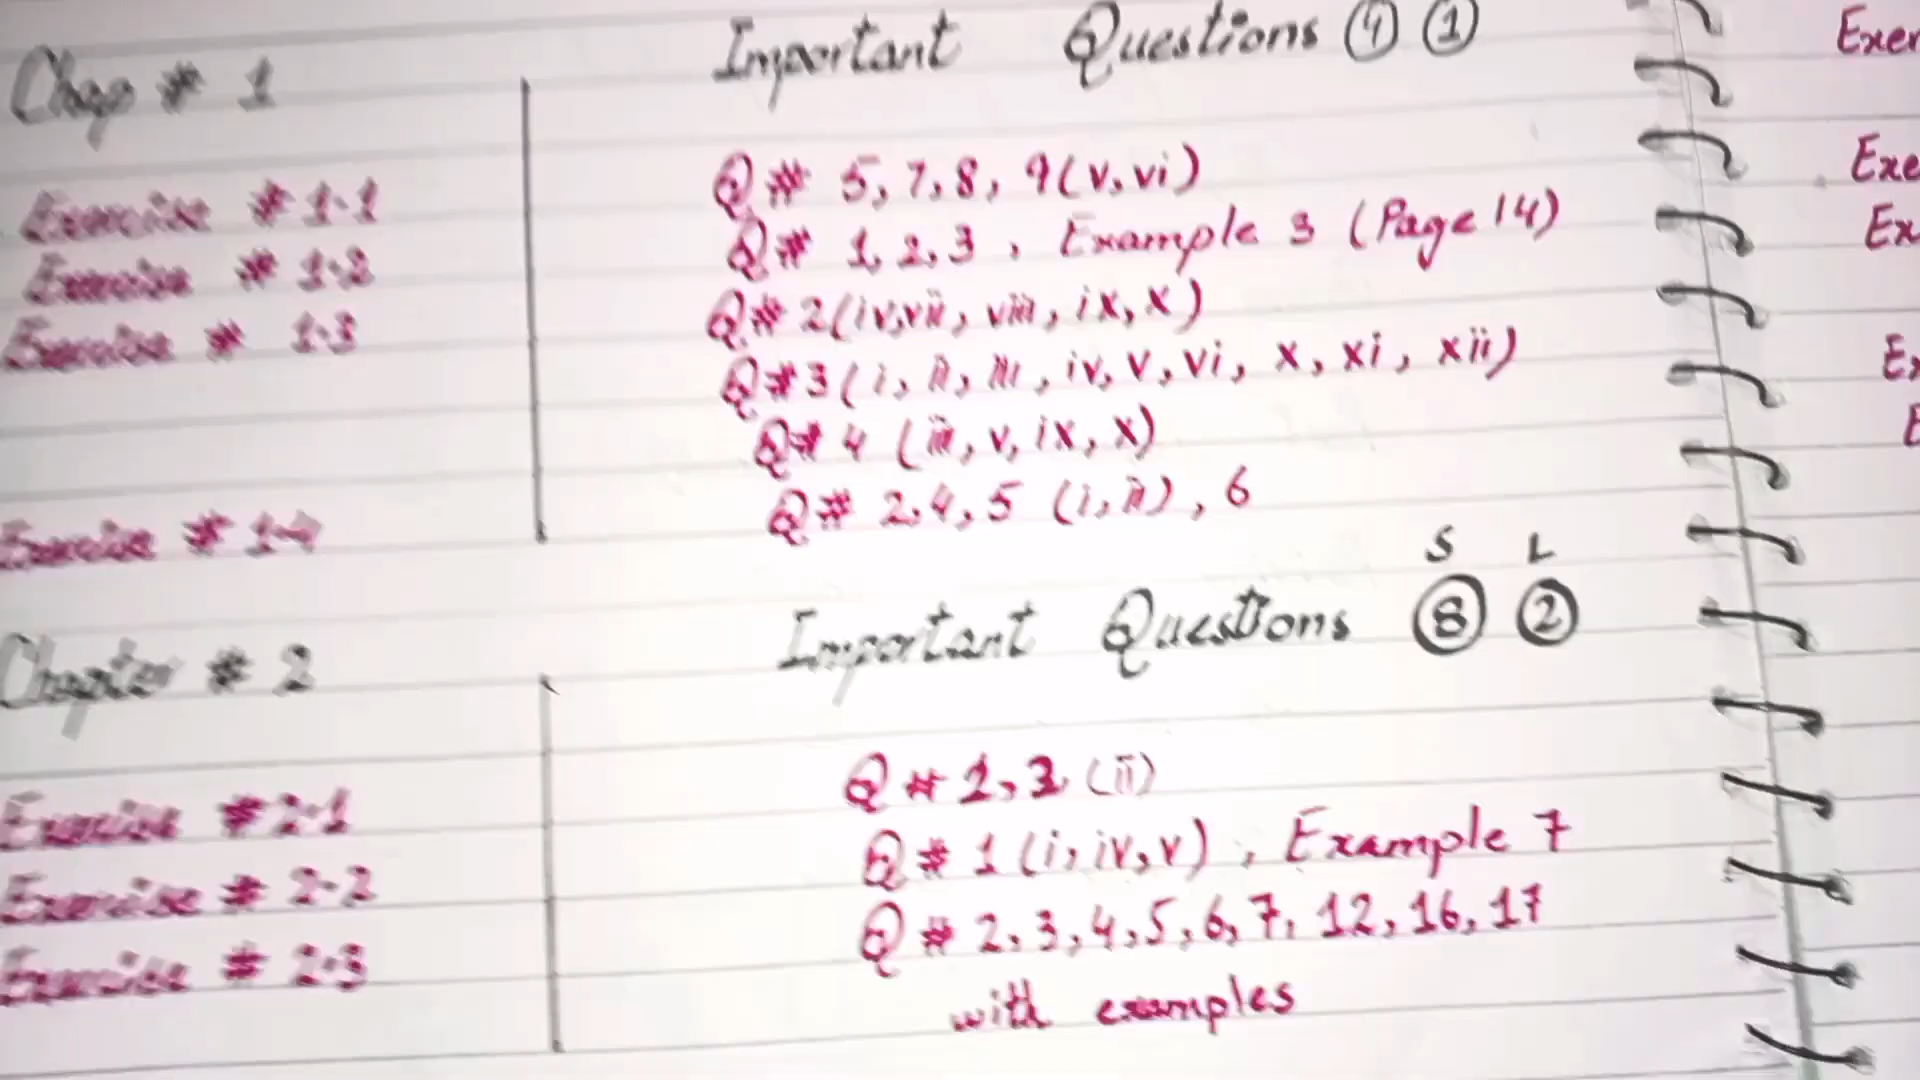 Chap # 1 Important Questions 4 1
Exercise # 1.1 Q# 5, 7, 8, 9(v,vi)
Exercise # 1.2 Q# 1, 2, 3, Example 3 (Page 14)
Exercise # 1.3 Q# 2(iv,vii, viii, ix, x)
Q#3(i, ii, iii, iv, v, vi, x, xi, xii)
Q# 4 (iii, v, ix, x)
Exercise # 1.4 Q# 2,4,5 (i, ii), 6
S L
Chapter # 2 Important Questions 8 2
Exercise #2.1 Q # (ii)
Exercise # 2.2 Q # 1 (i, iv, v), Example 7
Exercise # 2.3 Q # 2, 3, 4, 5, 6, 7, 12, 16, 17
with examples